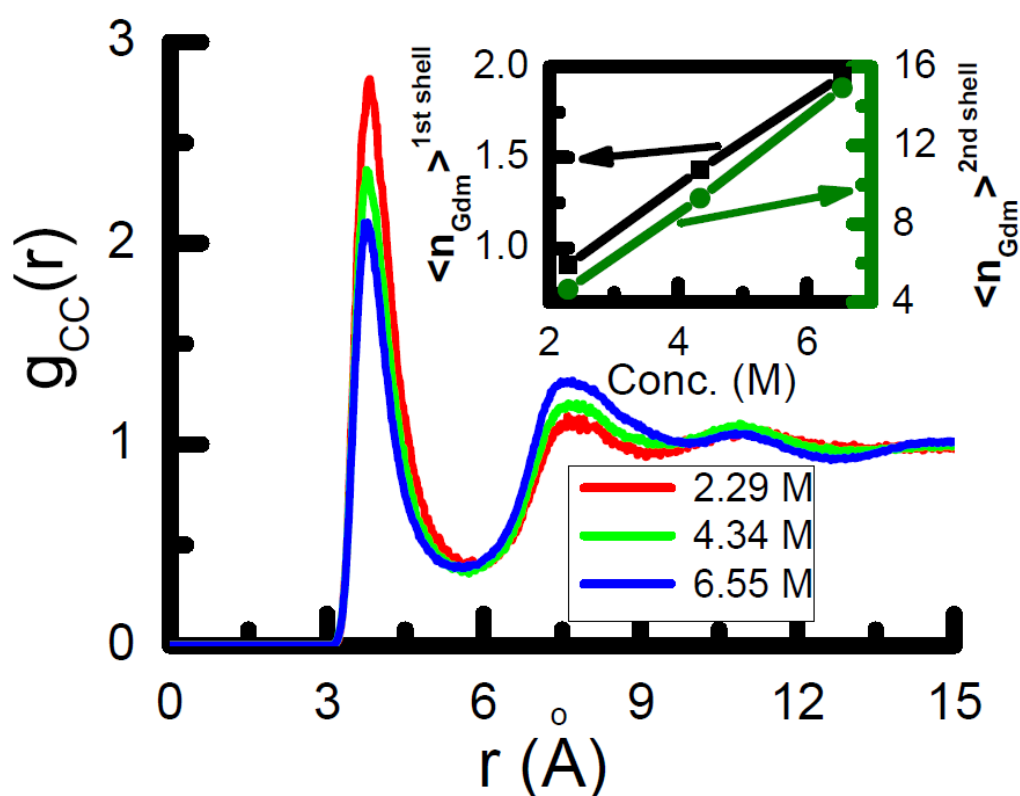 3
2
1
0
g_CC(r)
0 3 6 9 12 15
r (Å)
<n_Gdm>^1st shell
2.0
1.5
1.0
16
12
8
4
<n_Gdm>^2nd shell
2 4 6
Conc. (M)
2.29 M
4.34 M
6.55 M